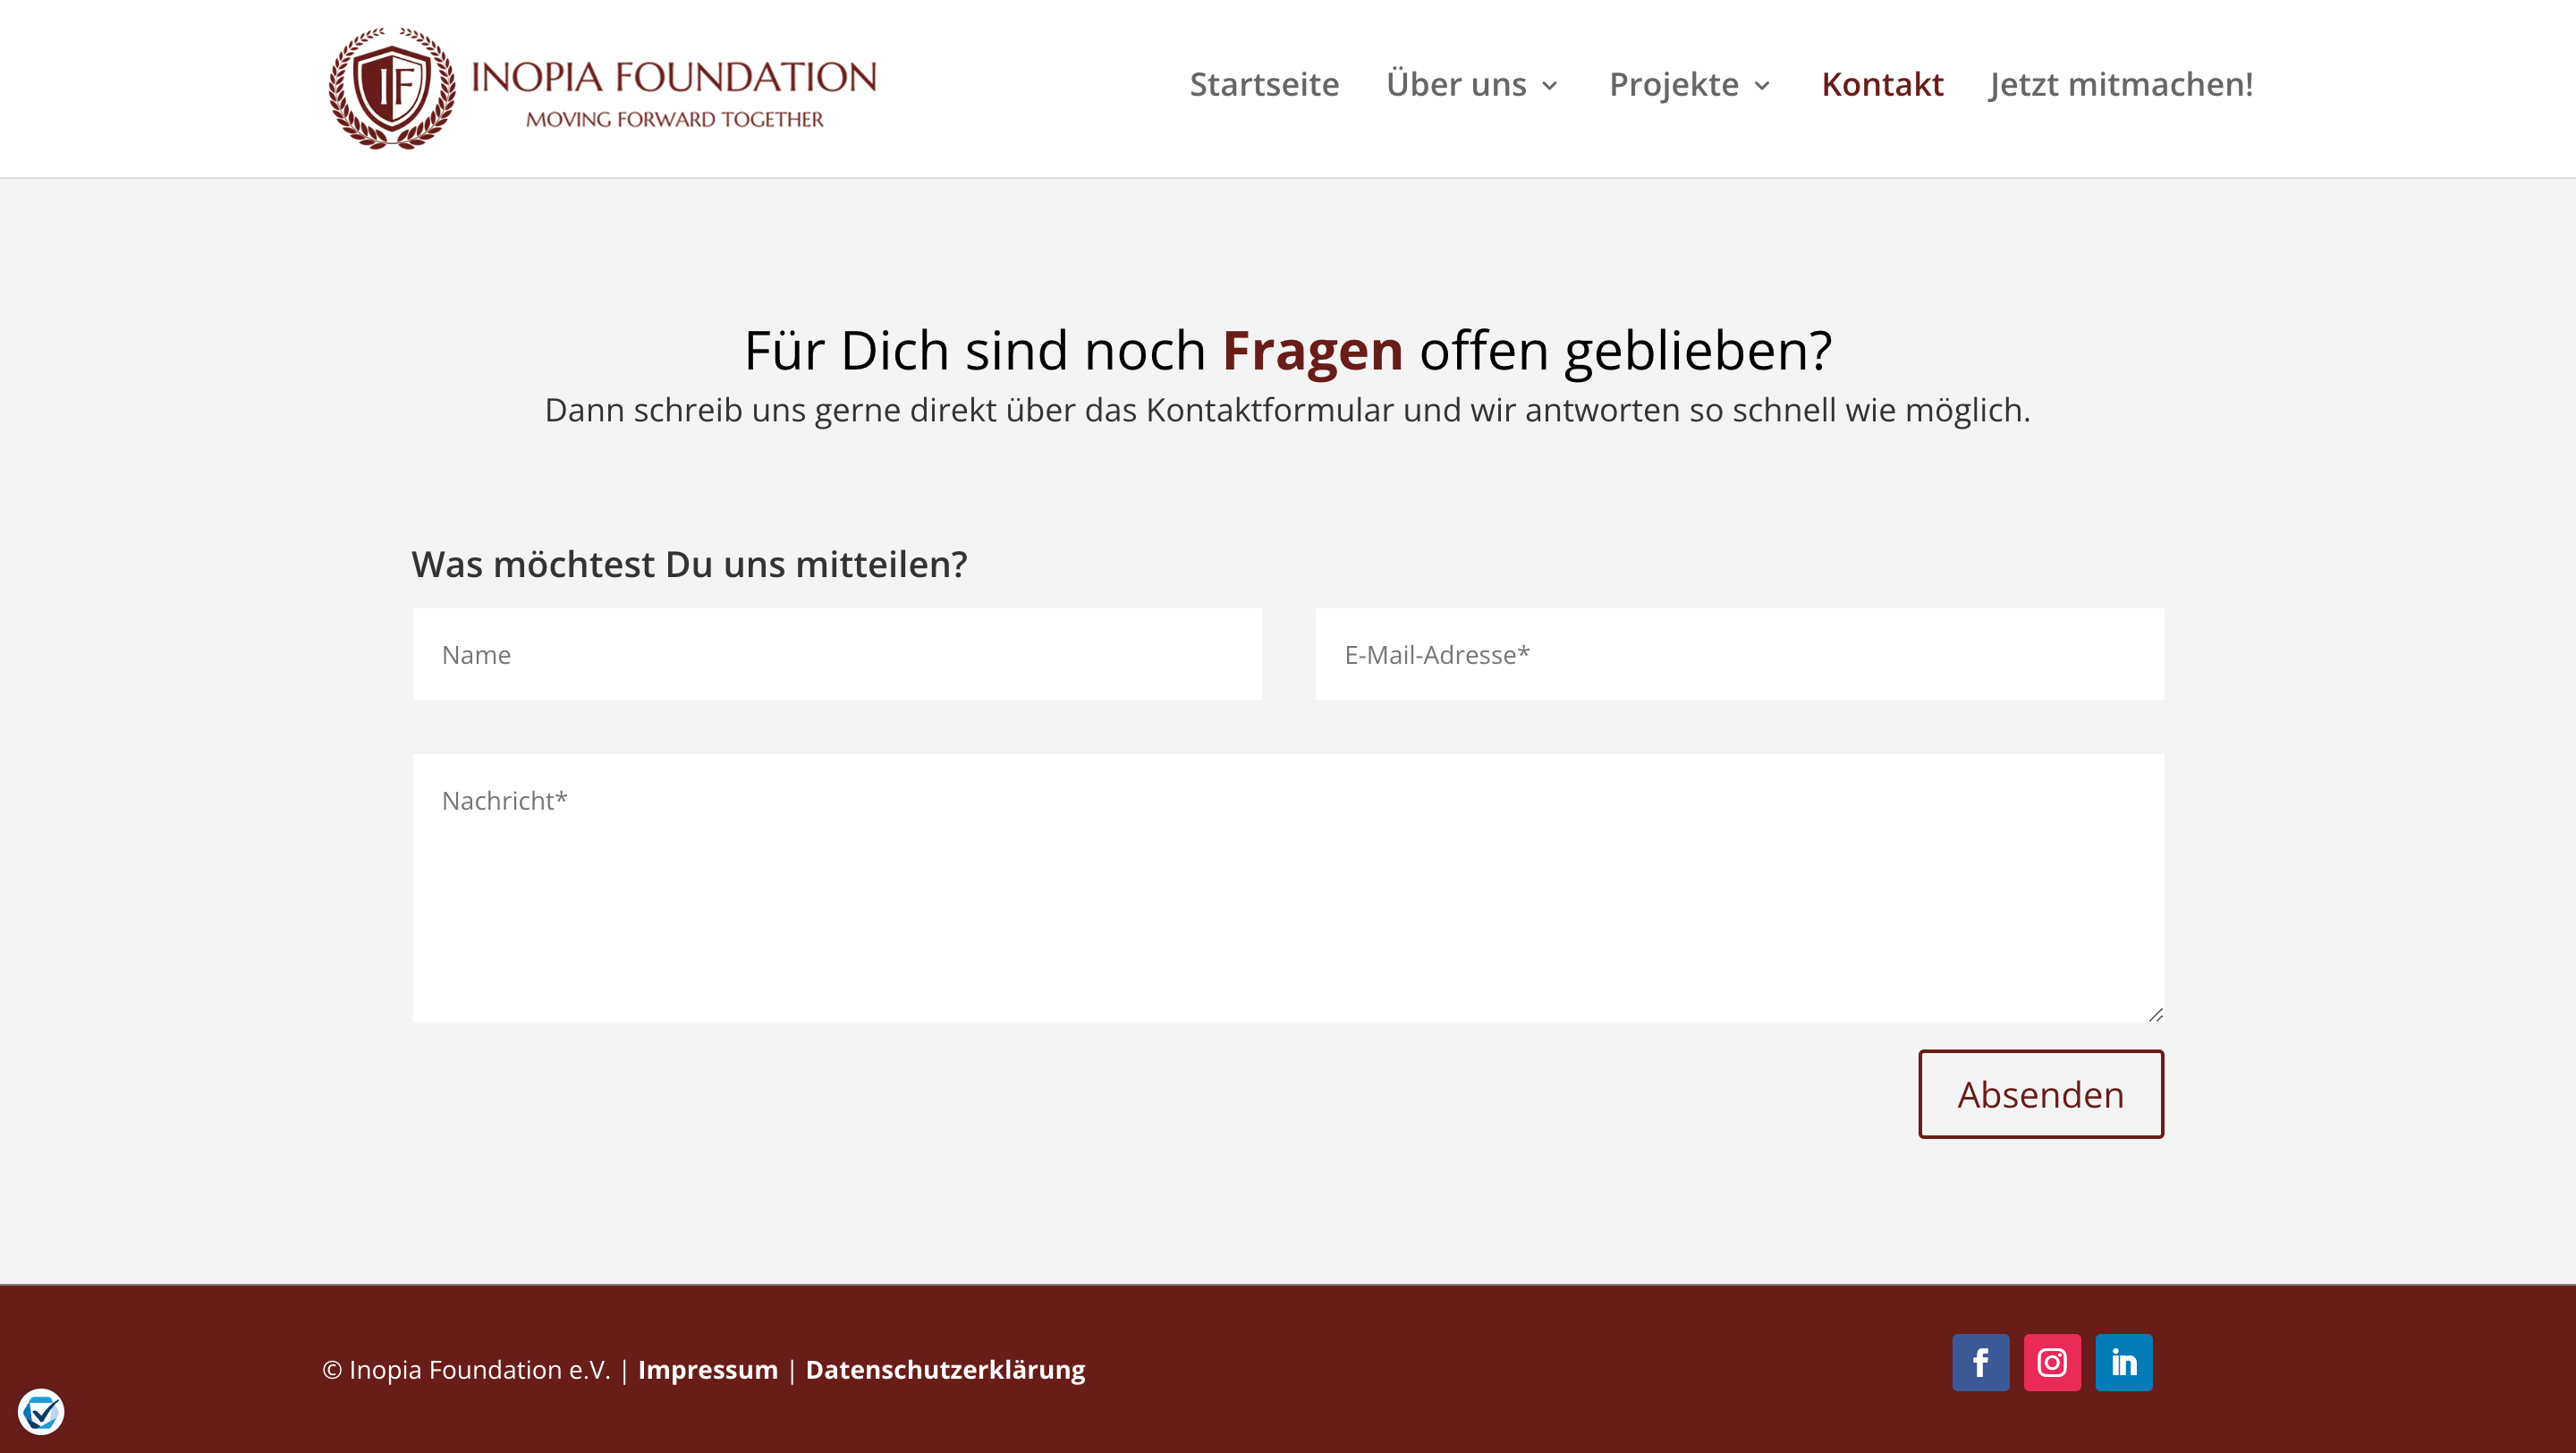 IF
INOPIA FOUNDATION
MOVING FORWARD TOGETHER
Startseite Über uns Projekte Kontakt Jetzt mitmachen!
Für Dich sind noch Fragen offen geblieben?
Dann schreib uns gerne direkt über das Kontaktformular und wir antworten so schnell wie möglich.
Was möchtest Du uns mitteilen?
Name E-Mail-Adresse*
Nachricht*
Absenden
© Inopia Foundation e.V. | Impressum | Datenschutzerklärung